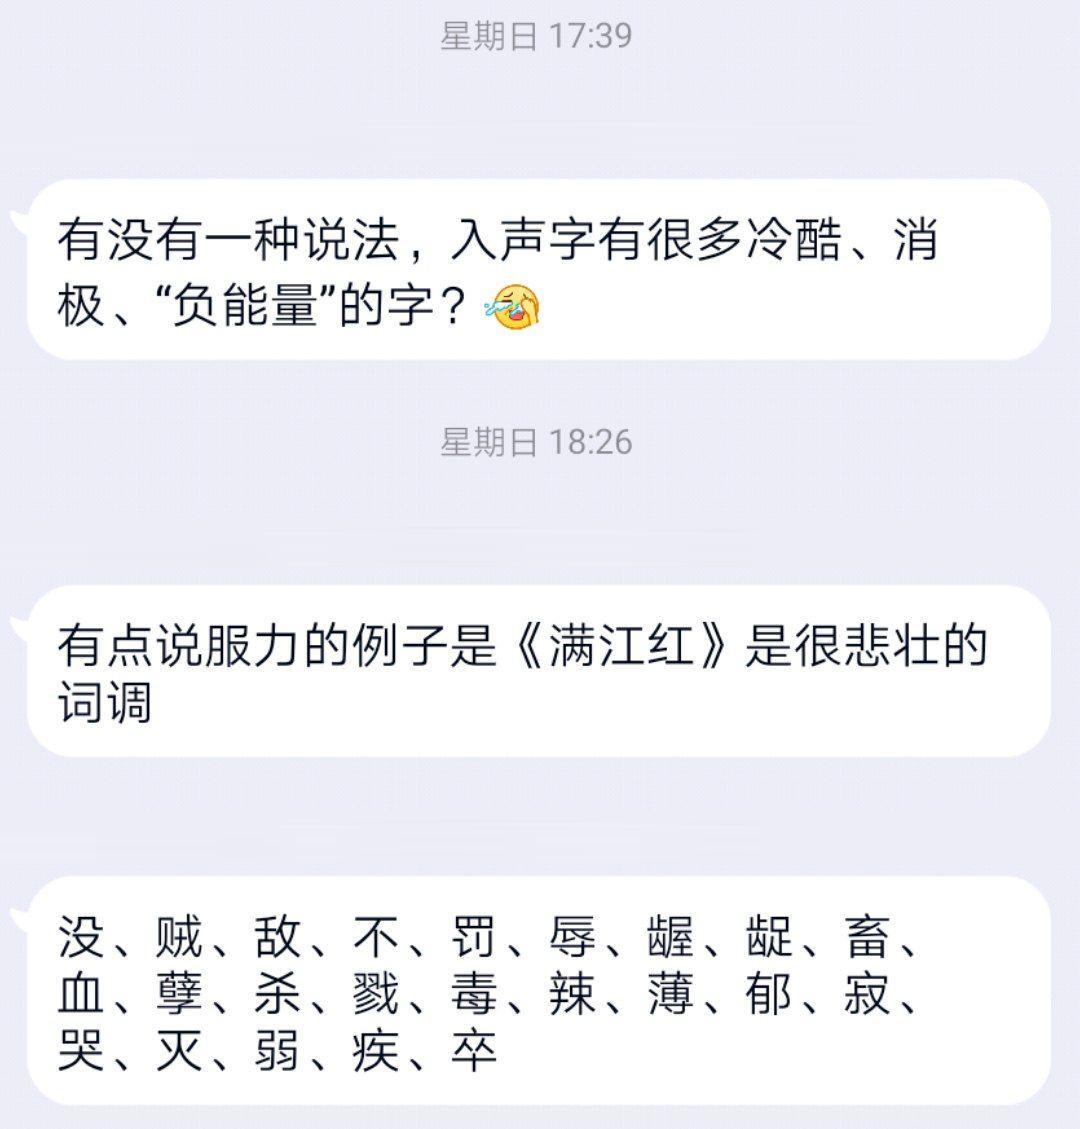 星期日 17:39
有没有一种说法，入声字有很多冷酷、消
极、“负能量”的字？
星期日 18:26
有点说服力的例子是《满江红》是很悲壮的
词调
没、贼、敌、不、罚、辱、龌、龊、畜、
血、孽、杀、戮、毒、辣、薄、郁、寂、
哭、灭、弱、疾、卒